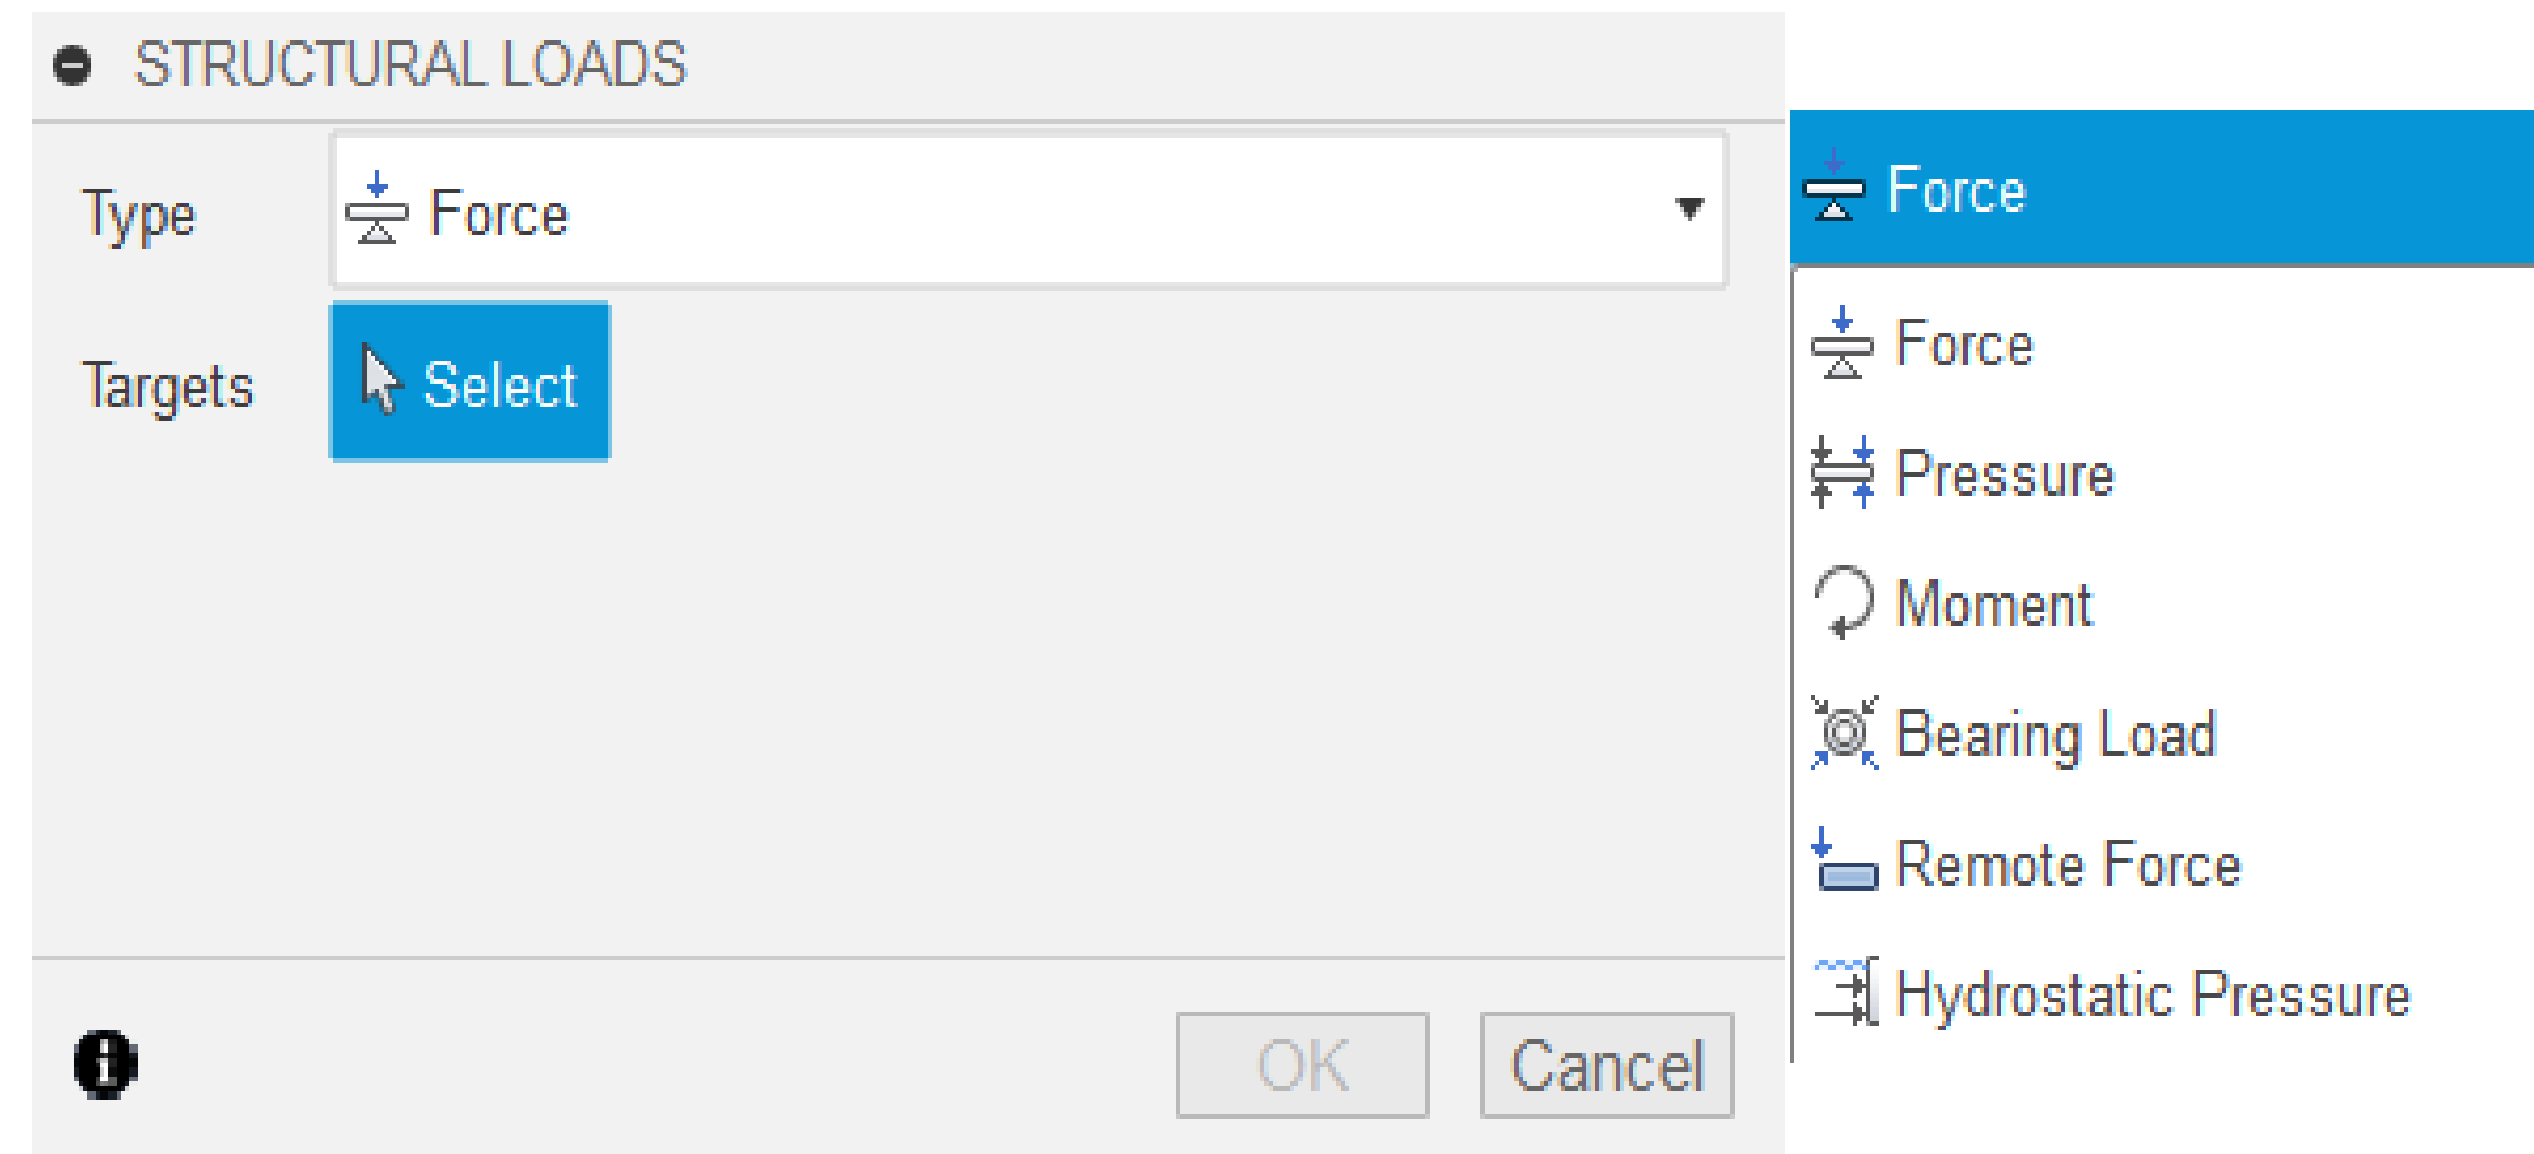 STRUCTURAL LOADS
Type Force
Targets Select
OK Cancel
Force
Force
Pressure
Moment
Bearing Load
Remote Force
Hydrostatic Pressure